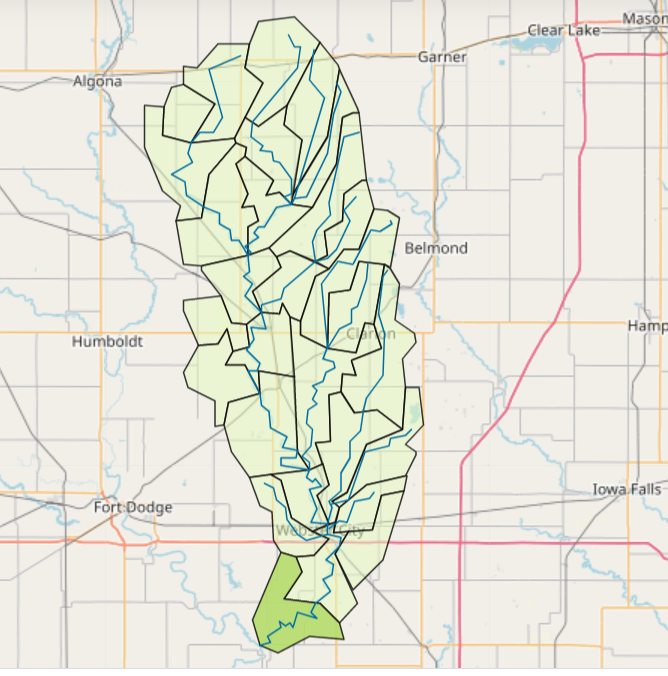 Mason
Clear Lake
Garner
Algona
Belmond
Clarion
Hamp
Humboldt
Iowa Falls
Fort Dodge
Webster City